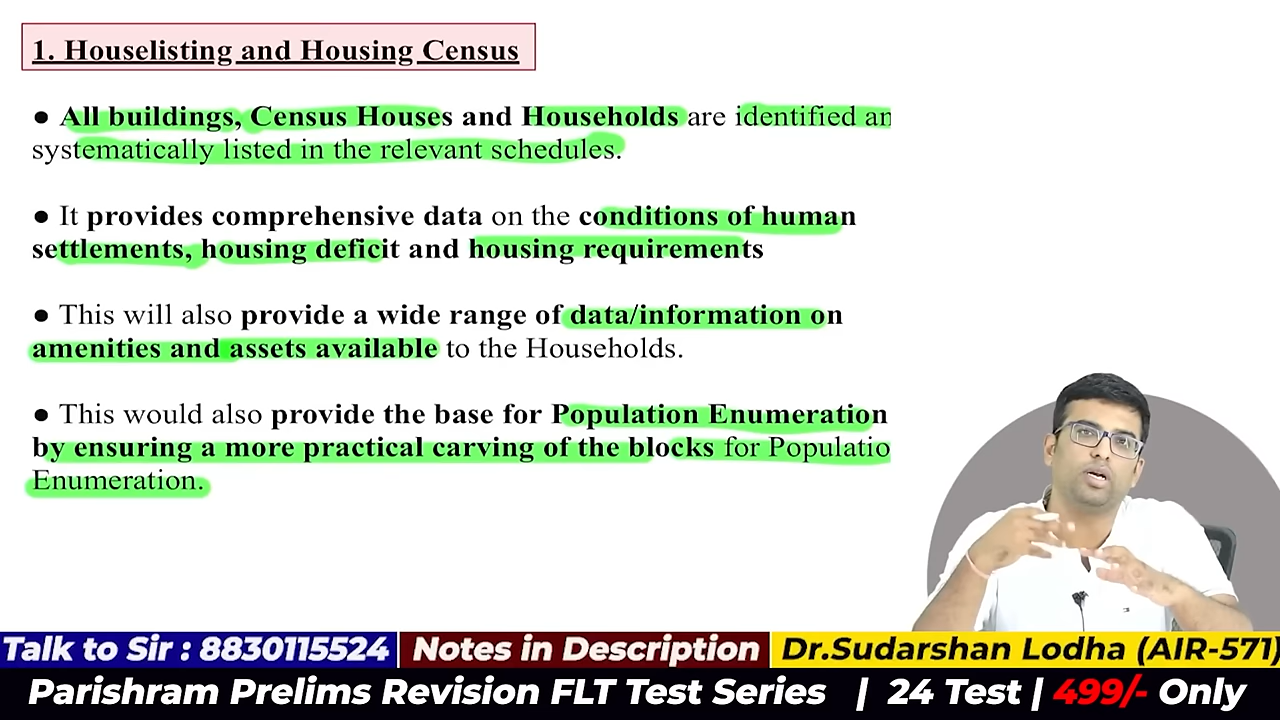 1. Houselisting and Housing Census
● All buildings, Census Houses and Households are identified an
systematically listed in the relevant schedules.
● It provides comprehensive data on the conditions of human
settlements, housing deficit and housing requirements
● This will also provide a wide range of data/information on
amenities and assets available to the Households.
● This would also provide the base for Population Enumeration
by ensuring a more practical carving of the blocks for Populatio
Enumeration.
Talk to Sir : 8830115524 Notes in Description Dr.Sudarshan Lodha (AIR-571)
Parishram Prelims Revision FLT Test Series | 24 Test | 499/- Only